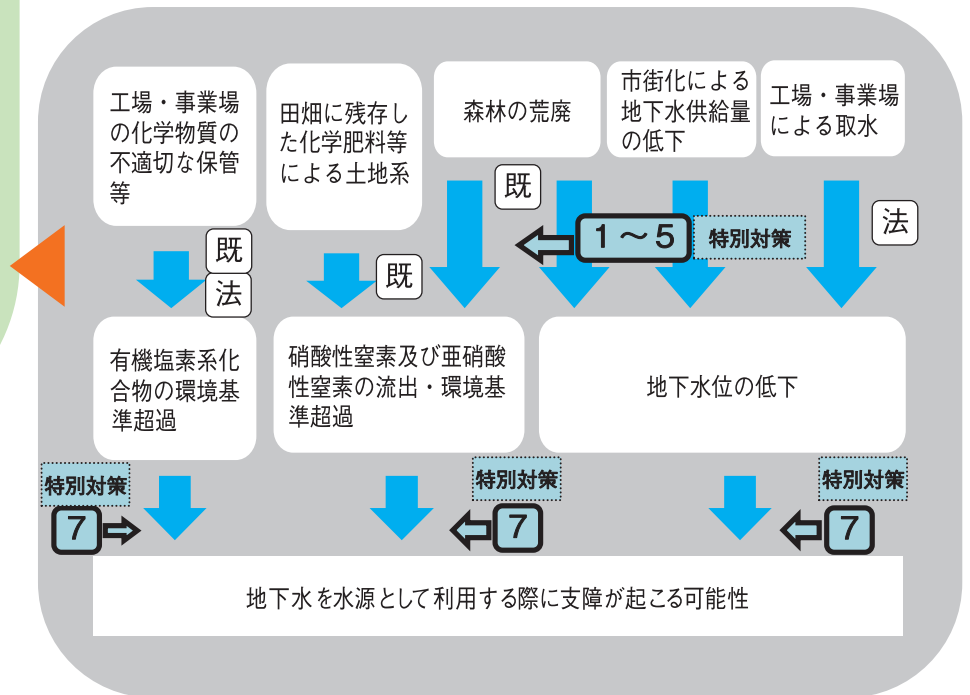 工場・事業場
の化学物質の
不適切な保管
等
田畑に残存し
た化学肥料等
による土地系
森林の荒廃
市街化による
地下水供給量
の低下
工場・事業場
による取水
既
法
既
既
1～5
特別対策
法
有機塩素系化
合物の環境基
準超過
硝酸性窒素及び亜硝酸
性窒素の流出・環境基
準超過
地下水位の低下
特別対策
7
特別対策
7
特別対策
7
地下水を水源として利用する際に支障が起こる可能性